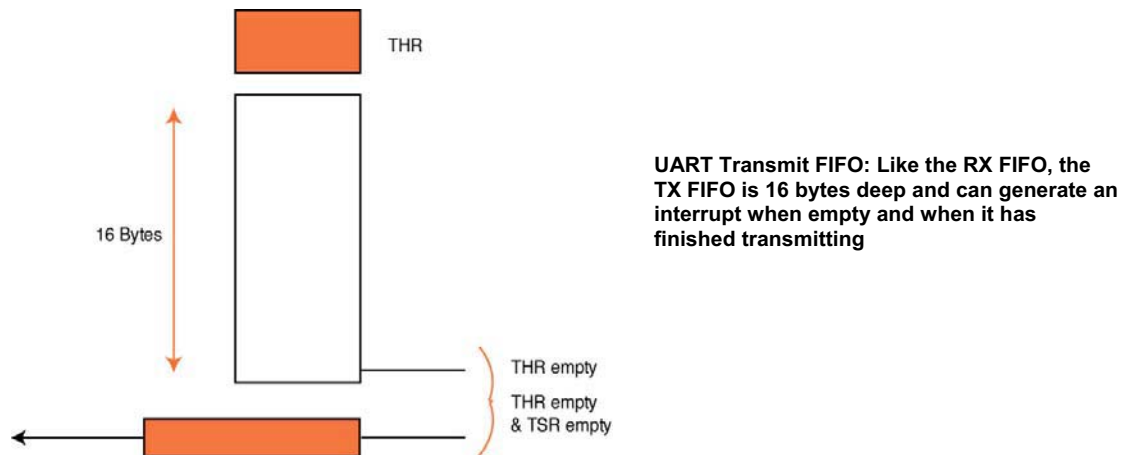 THR
UART Transmit FIFO: Like the RX FIFO, the
TX FIFO is 16 bytes deep and can generate an
interrupt when empty and when it has
finished transmitting
16 Bytes
THR empty
THR empty
& TSR empty